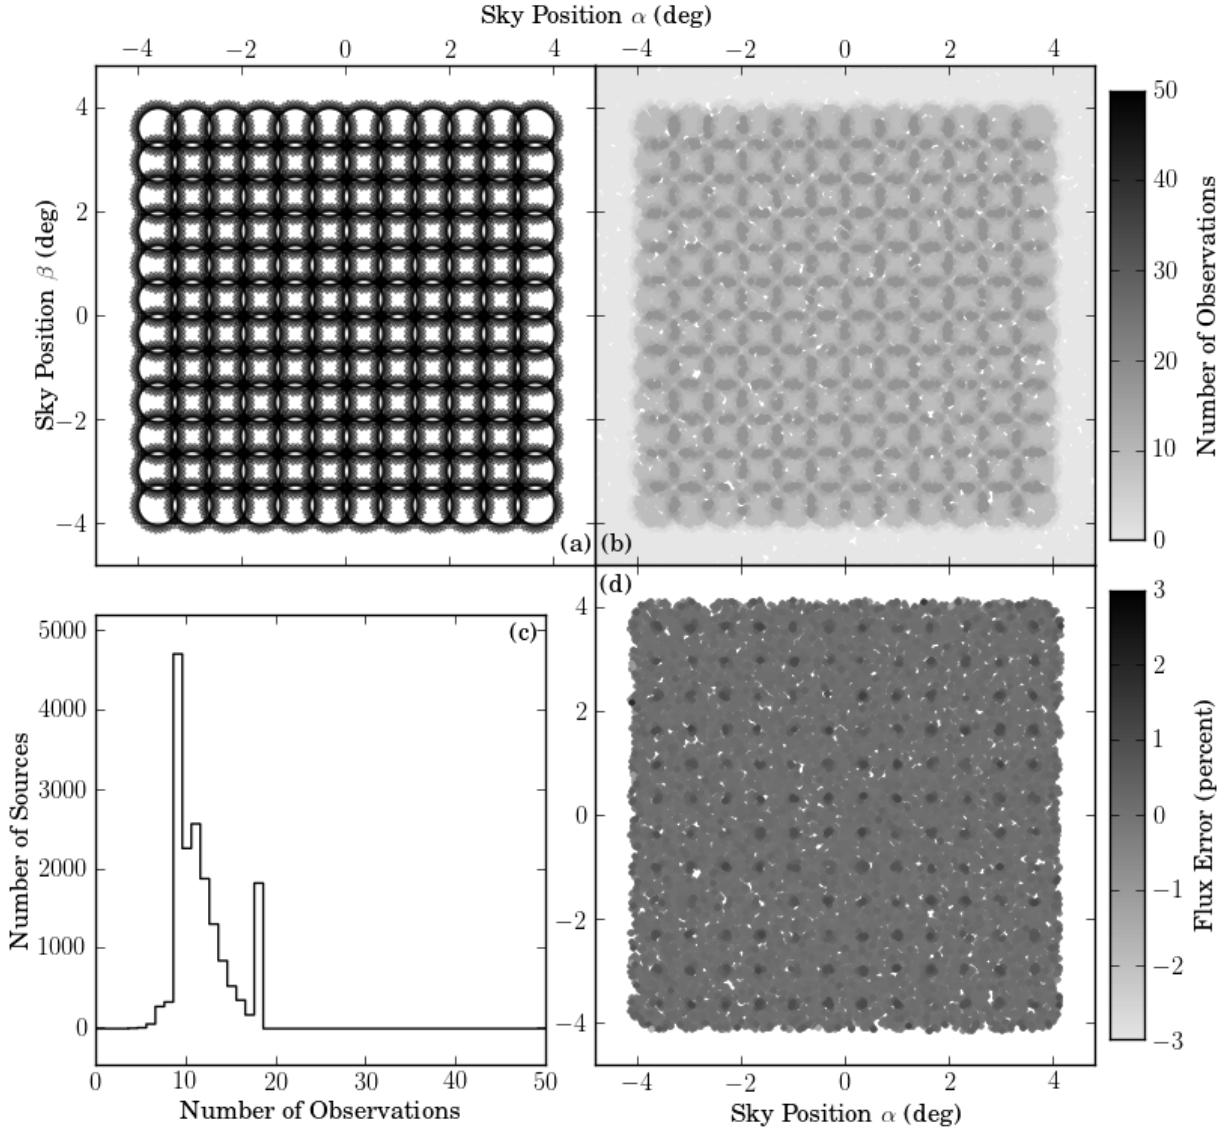 Sky Position α (deg)
−4 −2 0 2 4 −4 −2 0 2 4
4
2
0
−2
−4
Sky Position β (deg)
(a) (b)
50
40
30
20
10
0
Number of Observations
(c)
5000
4000
3000
2000
1000
0
Number of Sources
0 10 20 30 40 50
Number of Observations
(d)
4
2
0
−2
−4
−4 −2 0 2 4
Sky Position α (deg)
3
2
1
0
−1
−2
−3
Flux Error (percent)